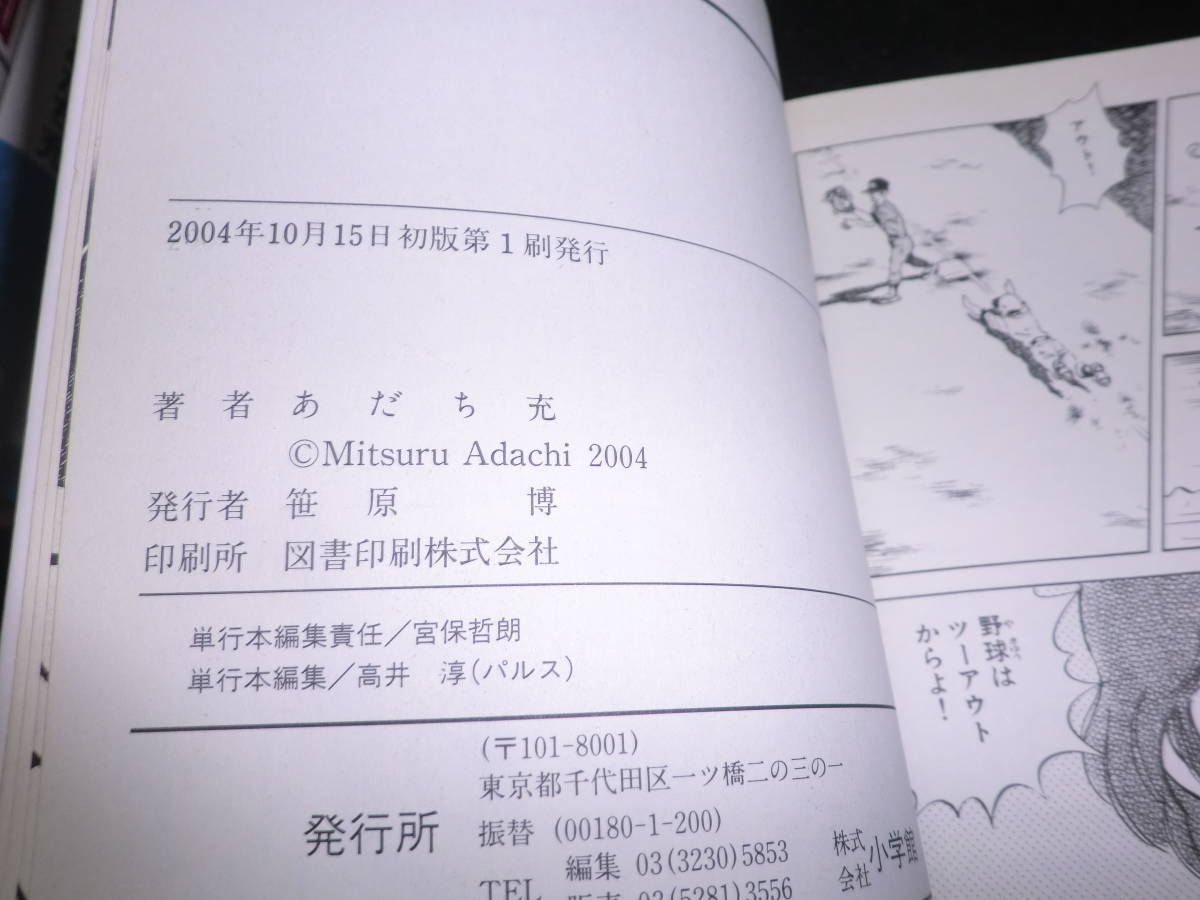 2004年10月15日初版第1刷発行
著者 あだち充
©Mitsuru Adachi 2004
発行者 笹原 博
印刷所 図書印刷株式会社
単行本編集責任／宮保哲朗
単行本編集／高井 淳(パルス)
発行所
(〒101-8001)
東京都千代田区一ツ橋二の三の一
振替 (00180-1-200)
TEL
編集 03(3230)5853
販売 03(5281)3556
株式会社 小学館
アウト！
野球は
ツーアウト
からよ！